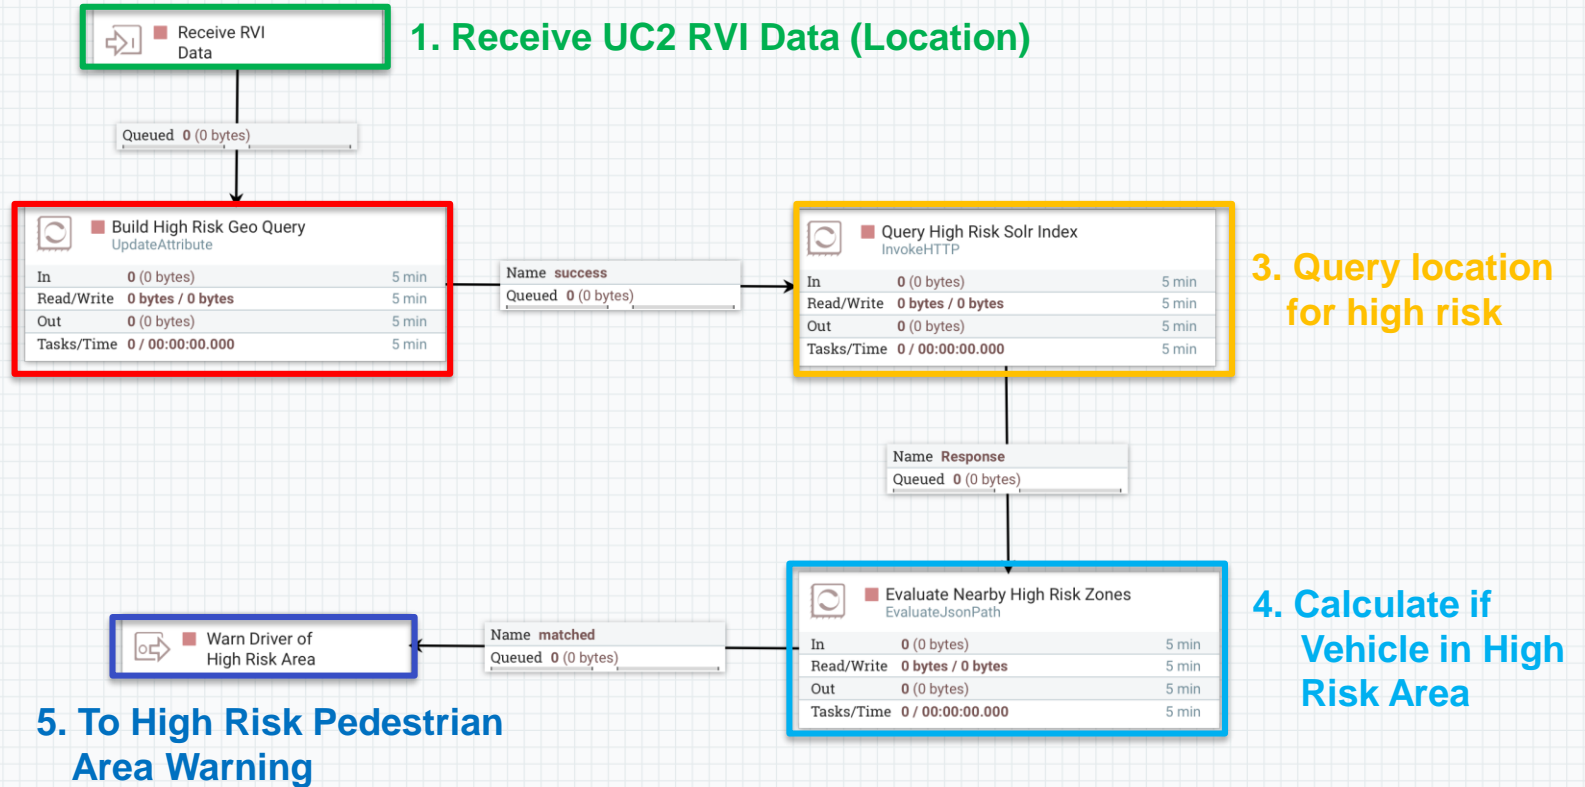 Receive RVI
Data
1. Receive UC2 RVI Data (Location)
Queued 0 (0 bytes)
Build High Risk Geo Query
UpdateAttribute
In 0 (0 bytes) 5 min
Read/Write 0 bytes / 0 bytes 5 min
Out 0 (0 bytes) 5 min
Tasks/Time 0 / 00:00:00.000 5 min
Name success
Queued 0 (0 bytes)
Query High Risk Solr Index
InvokeHTTP
In 0 (0 bytes) 5 min
Read/Write 0 bytes / 0 bytes 5 min
Out 0 (0 bytes) 5 min
Tasks/Time 0 / 00:00:00.000 5 min
3. Query location
for high risk
Name Response
Queued 0 (0 bytes)
Evaluate Nearby High Risk Zones
EvaluateJsonPath
In 0 (0 bytes) 5 min
Read/Write 0 bytes / 0 bytes 5 min
Out 0 (0 bytes) 5 min
Tasks/Time 0 / 00:00:00.000 5 min
4. Calculate if
Vehicle in High
Risk Area
Name matched
Queued 0 (0 bytes)
Warn Driver of
High Risk Area
5. To High Risk Pedestrian
Area Warning